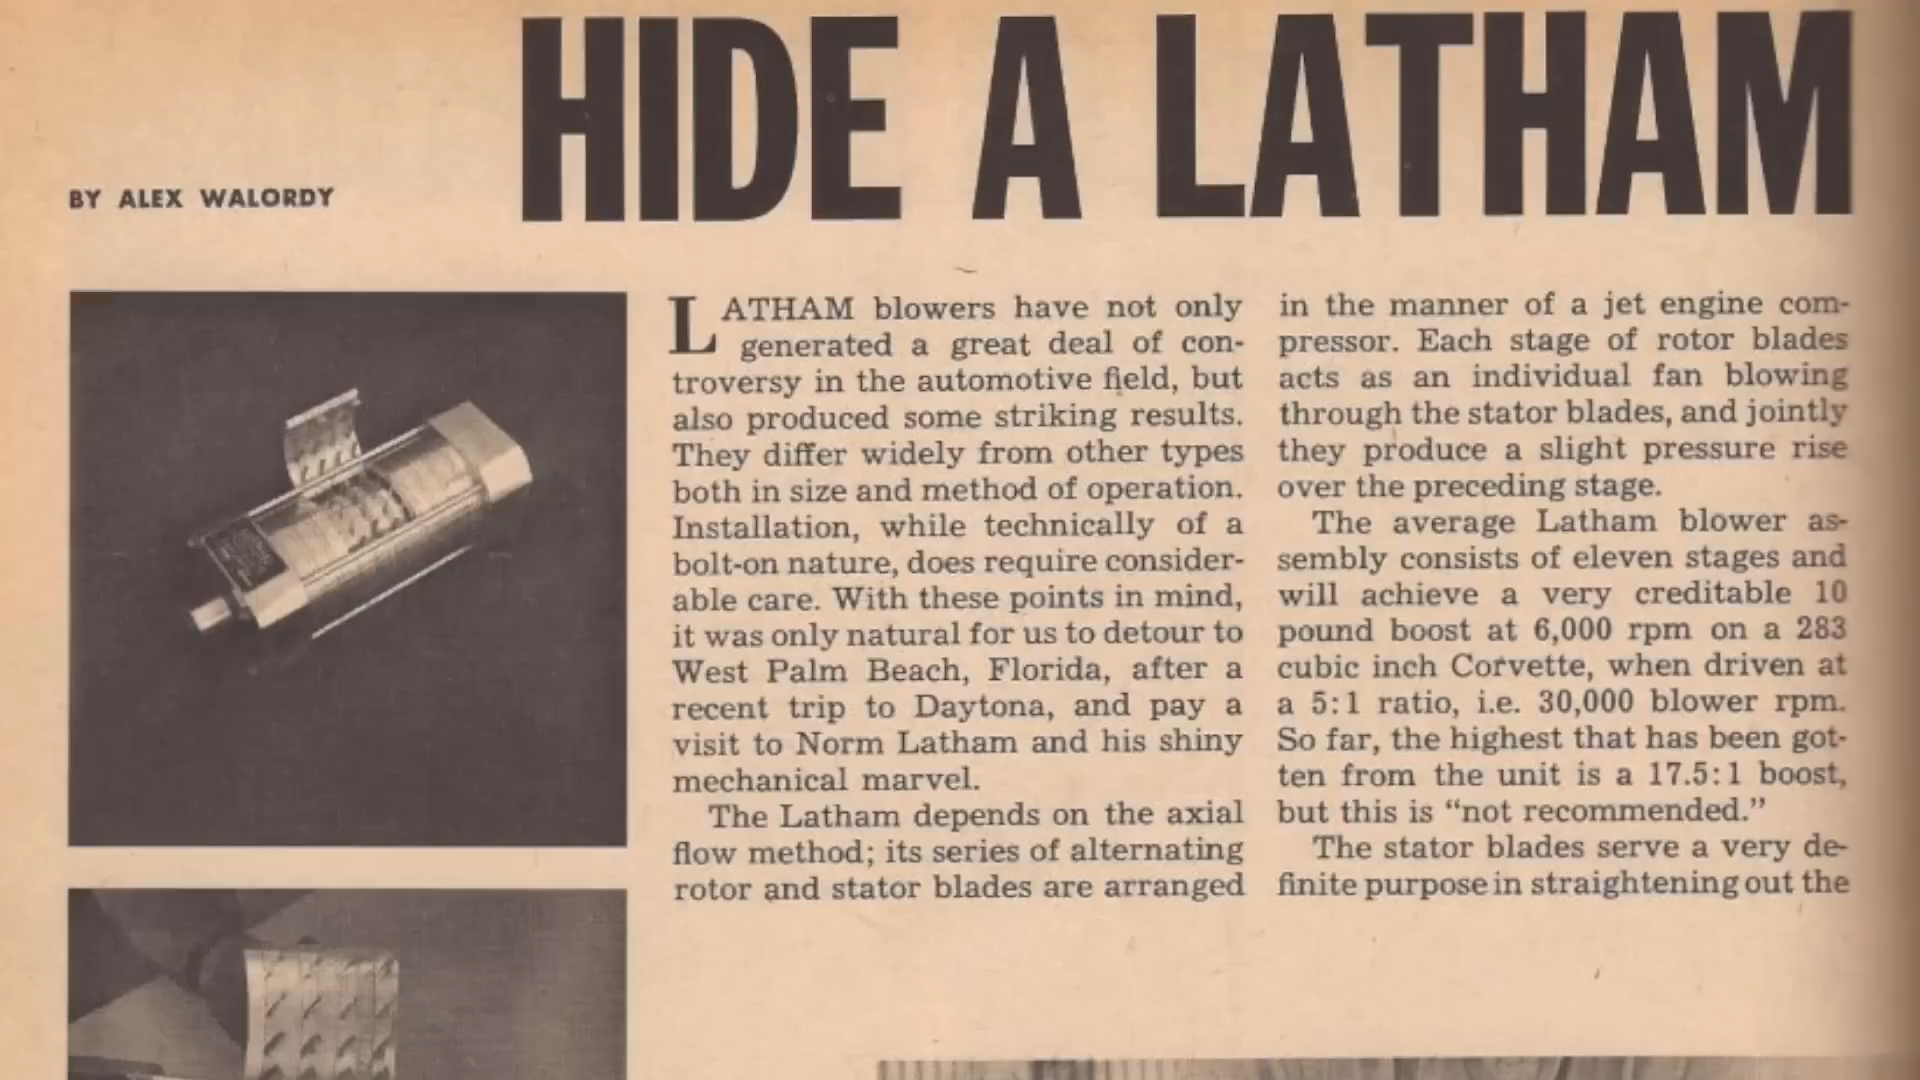 HIDE A LATHAM
BY ALEX WALORDY
LATHAM blowers have not only
generated a great deal of con-
troversy in the automotive field, but
also produced some striking results.
They differ widely from other types
both in size and method of operation.
Installation, while technically of a
bolt-on nature, does require consider-
able care. With these points in mind,
it was only natural for us to detour to
West Palm Beach, Florida, after a
recent trip to Daytona, and pay a
visit to Norm Latham and his shiny
mechanical marvel.
The Latham depends on the axial
flow method; its series of alternating
rotor and stator blades are arranged
in the manner of a jet engine com-
pressor. Each stage of rotor blades
acts as an individual fan blowing
through the stator blades, and jointly
they produce a slight pressure rise
over the preceding stage.
The average Latham blower as-
sembly consists of eleven stages and
will achieve a very creditable 10
pound boost at 6,000 rpm on a 283
cubic inch Corvette, when driven at
a 5:1 ratio, i.e. 30,000 blower rpm.
So far, the highest that has been got-
ten from the unit is a 17.5:1 boost,
but this is “not recommended.”
The stator blades serve a very de-
finite purpose in straightening out the